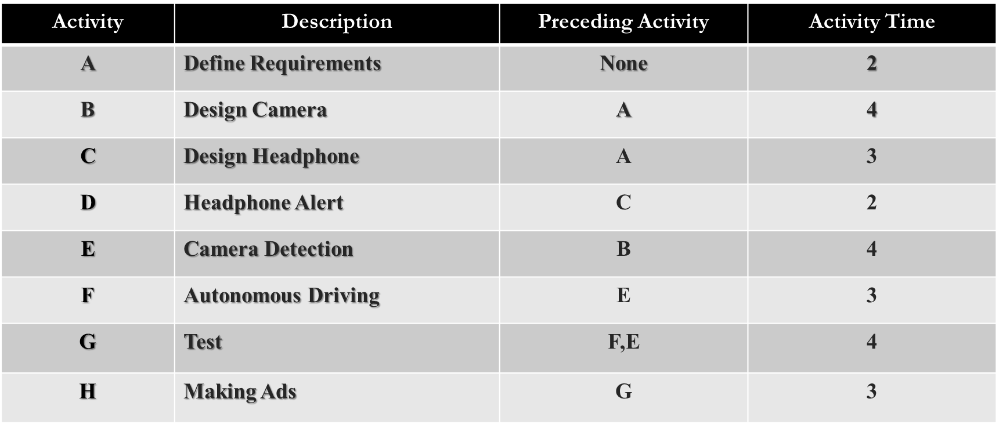 Activity Description Preceding Activity Activity Time
A Define Requirements None 2
B Design Camera A 4
C Design Headphone A 3
D Headphone Alert C 2
E Camera Detection B 4
F Autonomous Driving E 3
G Test F,E 4
H Making Ads G 3